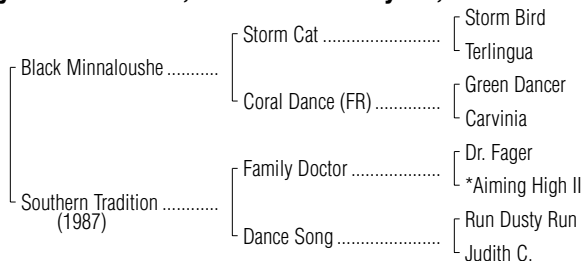 Storm Bird
Storm Cat ..........................
Terlingua
Black Minnaloushe ...........
Green Dancer
Coral Dance (FR) ..............
Carvinia
Dr. Fager
Family Doctor ...................
*Aiming High II
Southern Tradition ............
(1987)
Run Dusty Run
Dance Song ......................
Judith C.